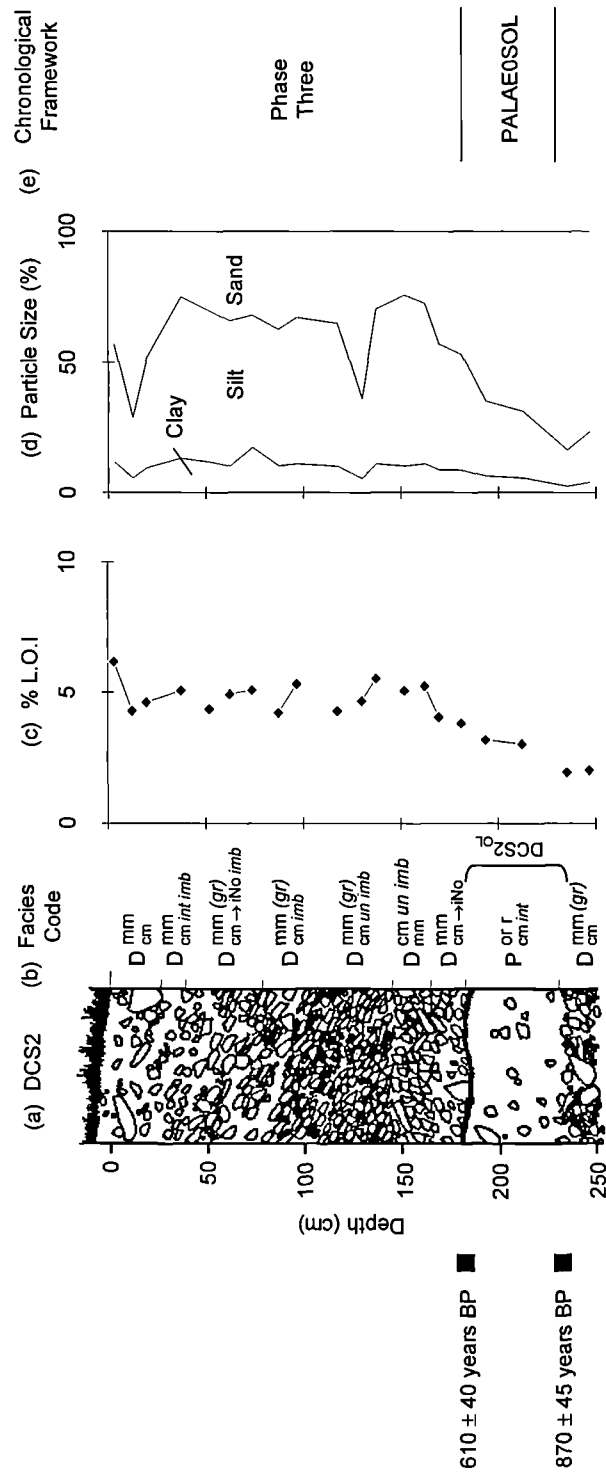 (a) DCS2
(b) Facies
Code
(c) % L.O.I
(d) Particle Size (%)
(e) Chronological
Framework
Depth (cm)
0
50
100
150
200
250
610 ± 40 years BP
870 ± 45 years BP
D mm cm
D mm cm int imb
D mm (gr) cm→iNo imb
D mm (gr) cm imb
D mm (gr) cm un imb
D cm un imb mm
D mm cm→iNo
P or r cm int
D mm (gr) cm
DCS2OL
0
5
10
0
50
100
Clay
Silt
Sand
Phase
Three
PALAE0SOL